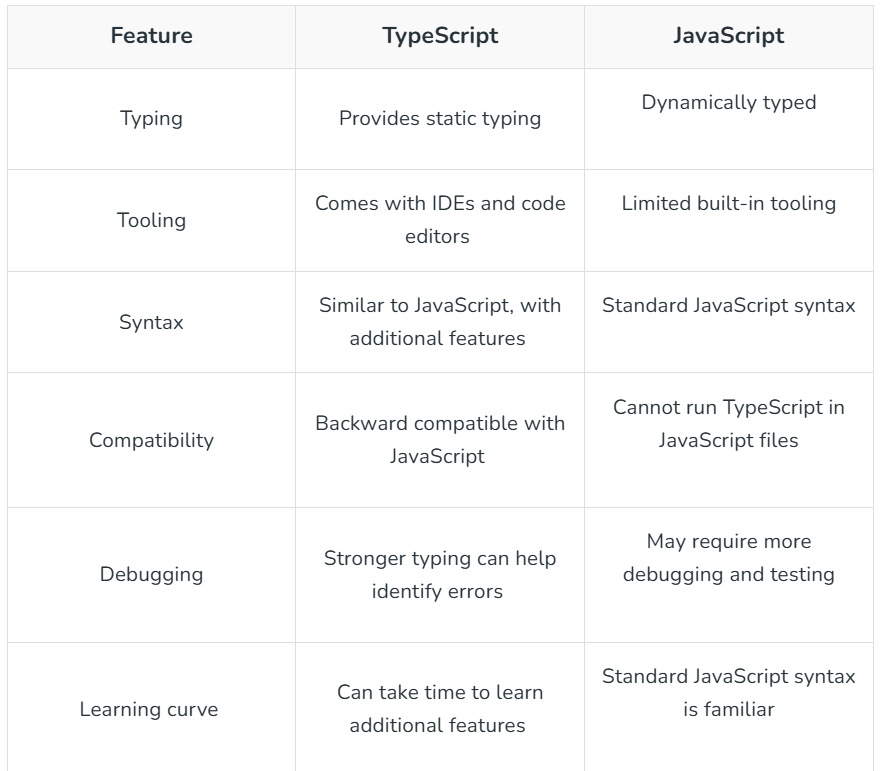 Feature TypeScript JavaScript
Typing Provides static typing Dynamically typed
Tooling Comes with IDEs and code
editors Limited built-in tooling
Syntax Similar to JavaScript, with
additional features Standard JavaScript syntax
Compatibility Backward compatible with
JavaScript Cannot run TypeScript in
JavaScript files
Debugging Stronger typing can help
identify errors May require more
debugging and testing
Learning curve Can take time to learn
additional features Standard JavaScript syntax
is familiar